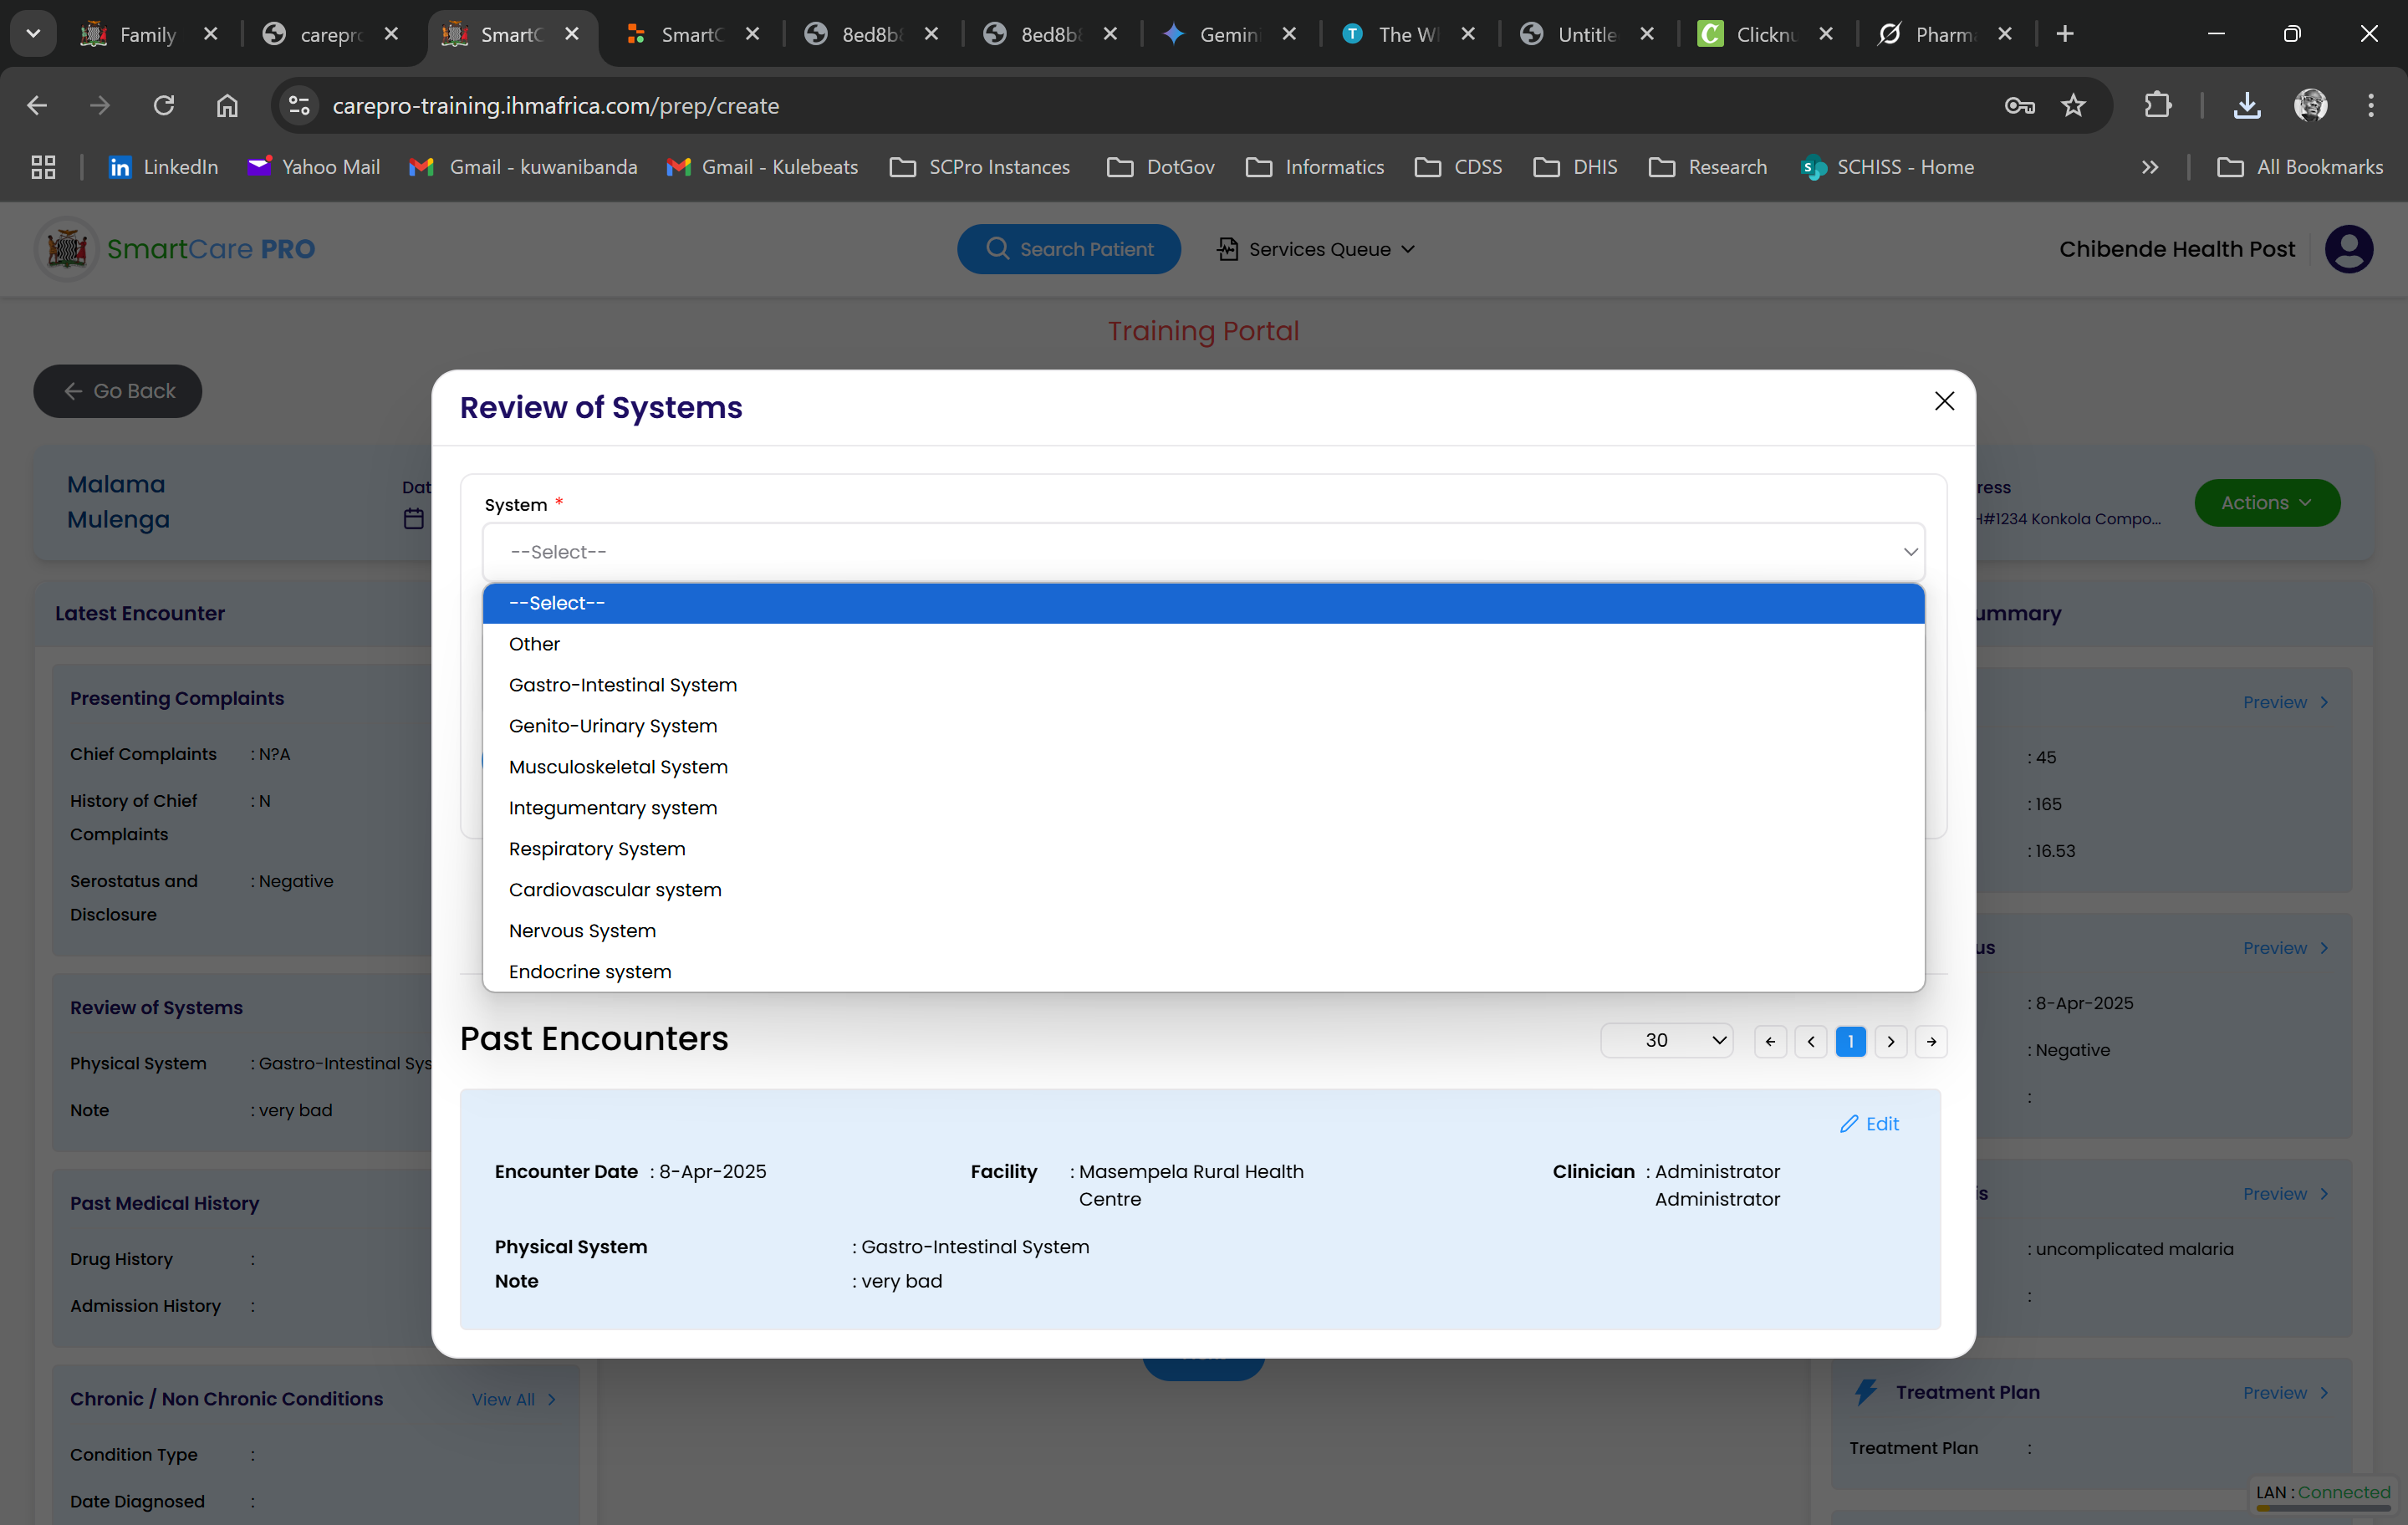 Family
carepro
SmartC
SmartC
8ed8b8
8ed8b8
Gemini
The W
Untitle
Clicknu
Pharma
carepro-training.ihmafrica.com/prep/create
LinkedIn
Yahoo Mail
Gmail - kuwanibanda
Gmail - Kulebeats
SCPro Instances
DotGov
Informatics
CDSS
DHIS
Research
SCHISS - Home
All Bookmarks
SmartCare PRO
Search Patient
Services Queue
Chibende Health Post
Training Portal
Go Back
Review of Systems
Malama
Mulenga
Dat
ress
H#1234 Konkola Compo...
Actions
System *
--Select--
--Select--
Other
Gastro-Intestinal System
Genito-Urinary System
Musculoskeletal System
Integumentary system
Respiratory System
Cardiovascular system
Nervous System
Endocrine system
Latest Encounter
Presenting Complaints
Chief Complaints : N?A
History of Chief Complaints : N
Serostatus and Disclosure : Negative
Review of Systems
Physical System : Gastro-Intestinal Sys
Note : very bad
Past Medical History
Drug History :
Admission History :
Chronic / Non Chronic Conditions
View All
Condition Type :
Date Diagnosed :
Past Encounters
30
1
Edit
Encounter Date : 8-Apr-2025
Facility : Masempela Rural Health Centre
Clinician : Administrator Administrator
Physical System : Gastro-Intestinal System
Note : very bad
ummary
Preview
: 45
: 165
: 16.53
us
Preview
: 8-Apr-2025
: Negative
:
is
Preview
: uncomplicated malaria
:
Treatment Plan
Preview
Treatment Plan :
LAN : Connected